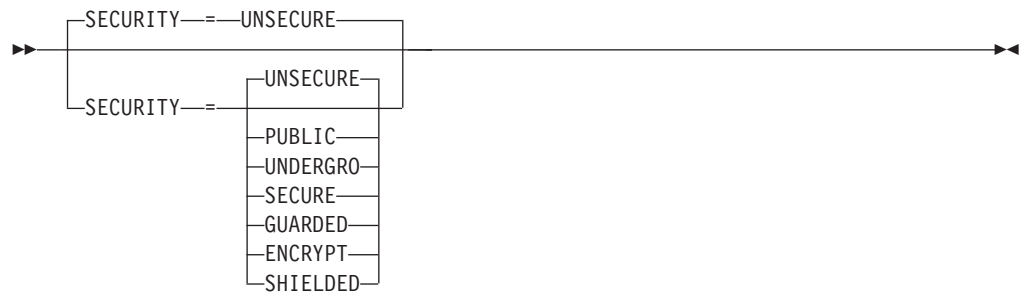 SECURITY = UNSECURE
UNSECURE
SECURITY =
PUBLIC
UNDERGRO
SECURE
GUARDED
ENCRYPT
SHIELDED